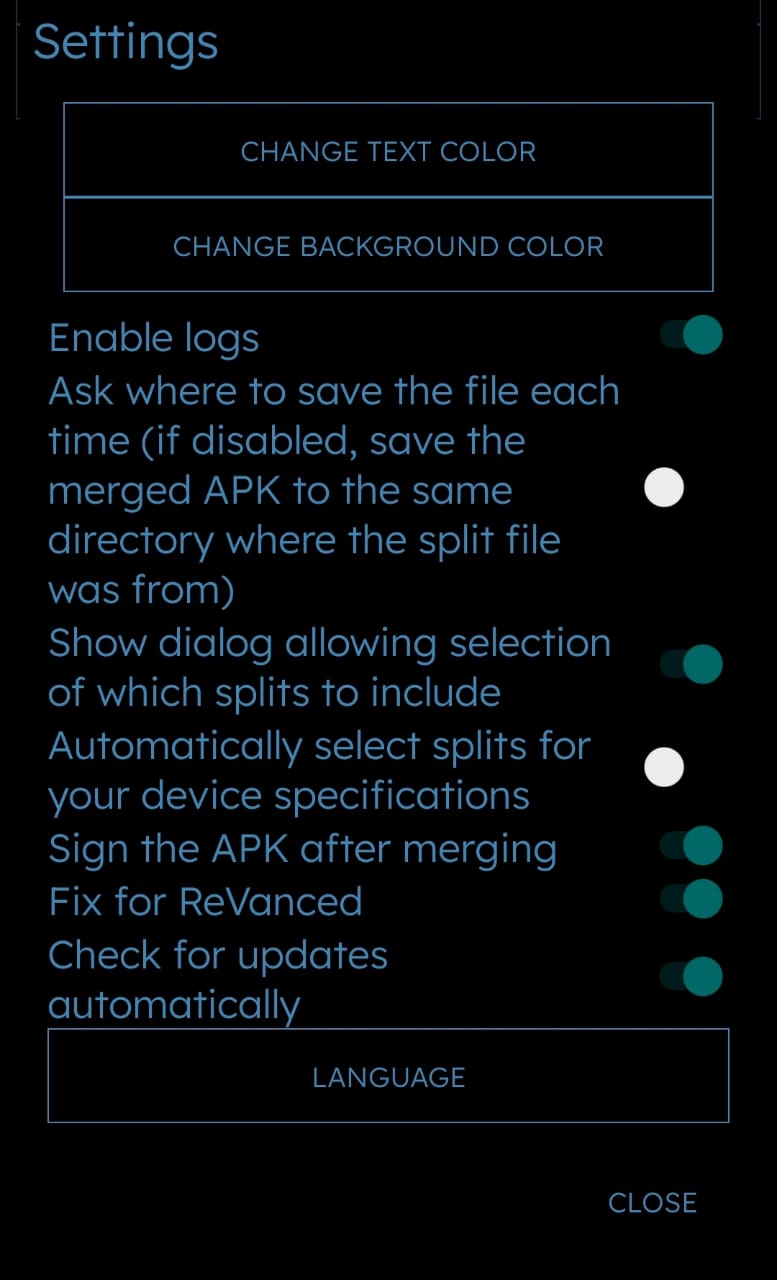 Settings
CHANGE TEXT COLOR
CHANGE BACKGROUND COLOR
Enable logs
Ask where to save the file each
time (if disabled, save the
merged APK to the same
directory where the split file
was from)
Show dialog allowing selection
of which splits to include
Automatically select splits for
your device specifications
Sign the APK after merging
Fix for ReVanced
Check for updates
automatically
LANGUAGE
CLOSE